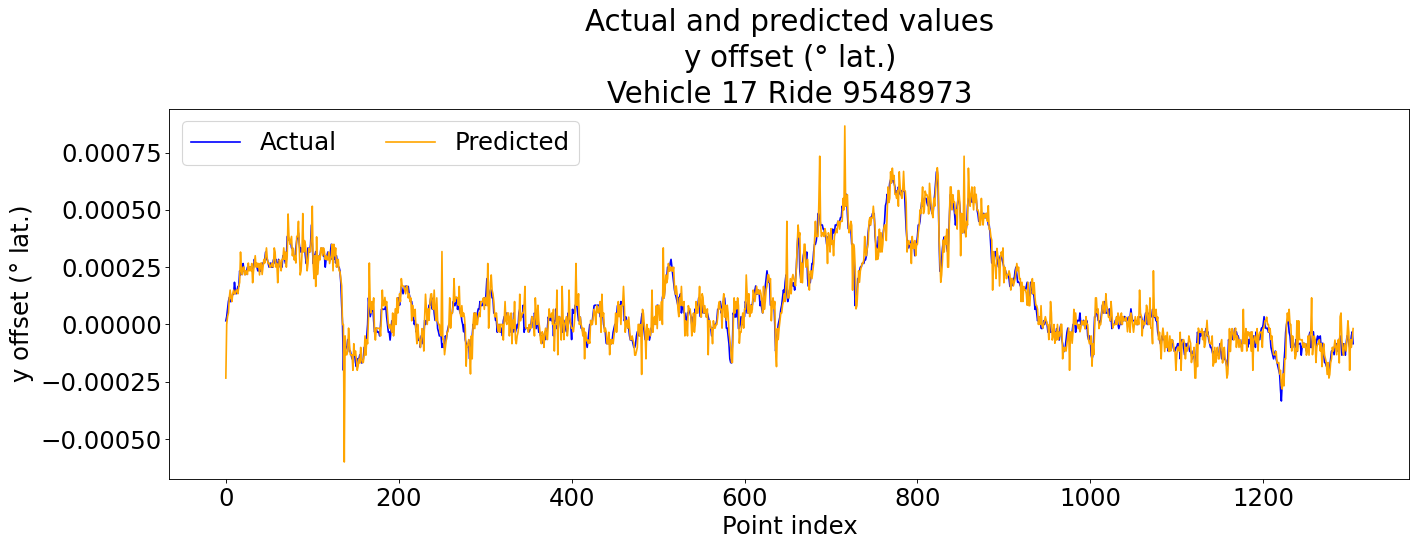 Actual and predicted values
y offset (° lat.)
Vehicle 17 Ride 9548973
Actual
Predicted
y offset (° lat.)
0.00075
0.00050
0.00025
0.00000
−0.00025
−0.00050
0 200 400 600 800 1000 1200
Point index